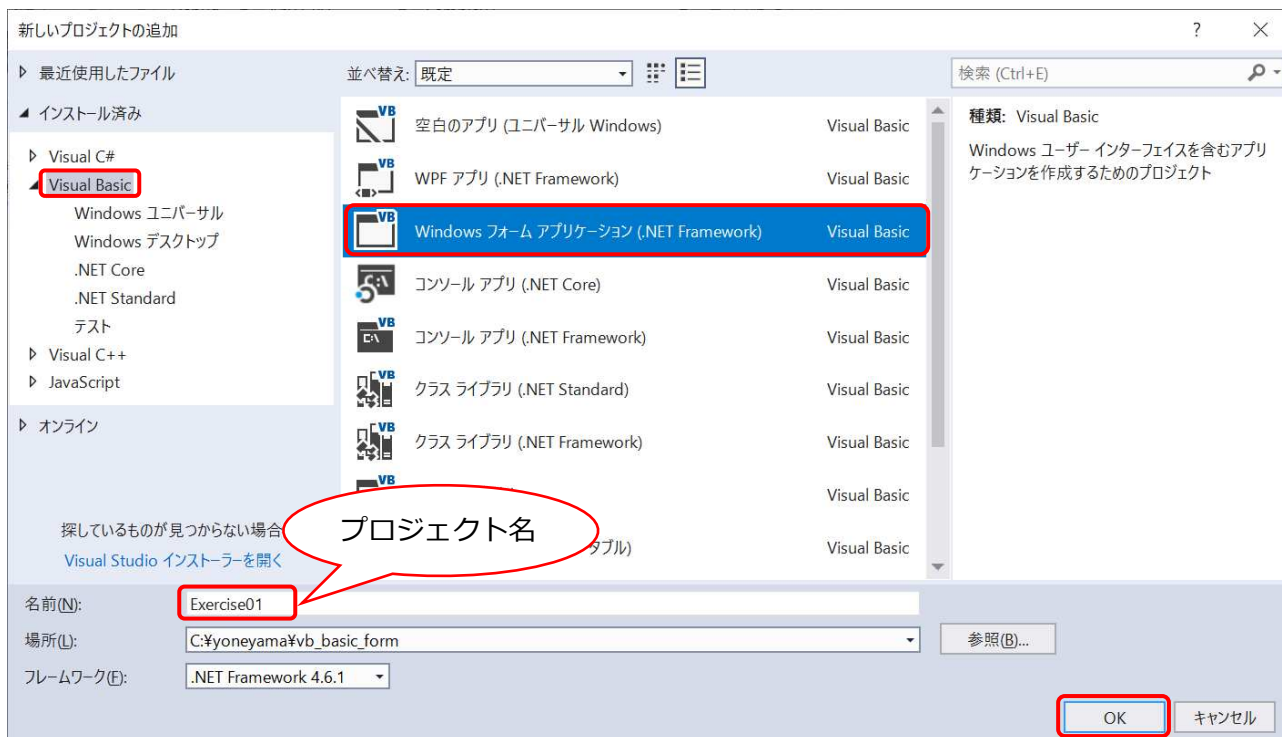 新しいプロジェクトの追加
?
最近使用したファイル
並べ替え: 既定
検索 (Ctrl+E)
インストール済み
Visual C#
Visual Basic
Windows ユニバーサル
Windows デスクトップ
.NET Core
.NET Standard
テスト
Visual C++
JavaScript
オンライン
探しているものが見つからない場合
Visual Studio インストーラーを開く
VB 空白のアプリ (ユニバーサル Windows) Visual Basic
VB WPF アプリ (.NET Framework) Visual Basic
VB Windows フォーム アプリケーション (.NET Framework) Visual Basic
コンソール アプリ (.NET Core) Visual Basic
VB コンソール アプリ (.NET Framework) Visual Basic
VB クラス ライブラリ (.NET Standard) Visual Basic
VB クラス ライブラリ (.NET Framework) Visual Basic
VB Visual Basic
タブル) Visual Basic
種類: Visual Basic
Windows ユーザー インターフェイスを含むアプリ
ケーションを作成するためのプロジェクト
プロジェクト名
名前(N): Exercise01
場所(L): C:¥yoneyama¥vb_basic_form 参照(B)...
フレームワーク(F): .NET Framework 4.6.1
OK キャンセル